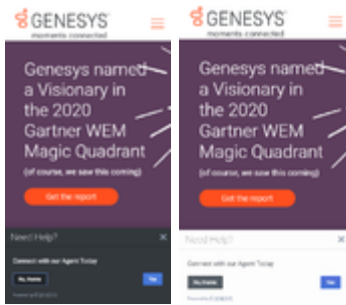 GENESYS
moments connected
Genesys named
a Visionary in
the 2020
Gartner WEM
Magic Quadrant
(of course, we saw this coming)
Get the report
Need Help?
Connect with our Agent Today
No, thanks
Yes
GENESYS
moments connected
Genesys named
a Visionary in
the 2020
Gartner WEM
Magic Quadrant
(of course, we saw this coming)
Get the report
Need Help?
Connect with our Agent Today
No, thanks
Yes